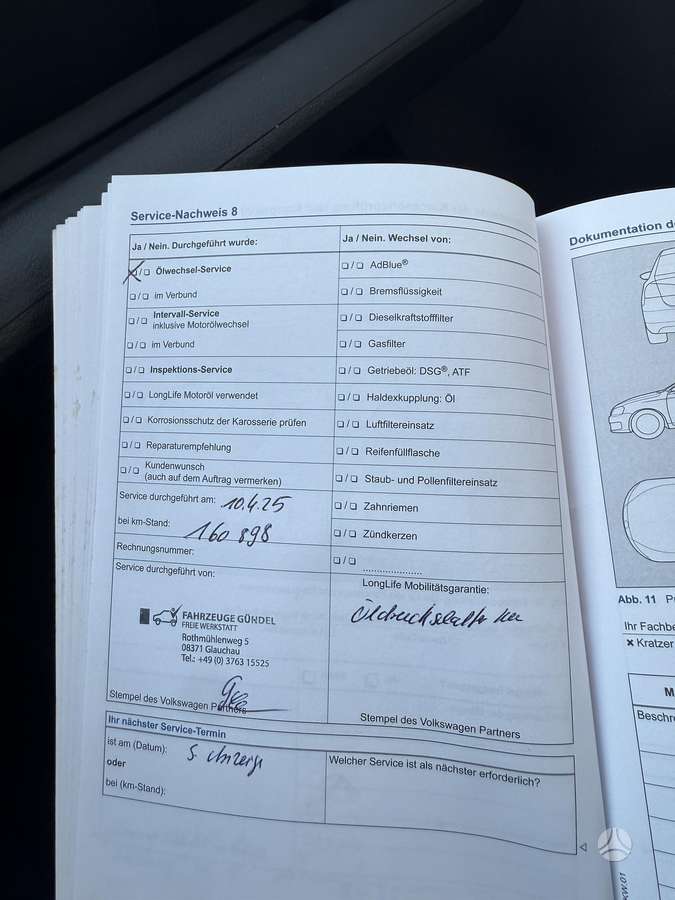 Service-Nachweis 8
Ja / Nein. Durchgeführt wurde:
❑/❑ Ölwechsel-Service
❑/❑ im Verbund
❑/❑ Intervall-Service
inklusive Motorölwechsel
❑/❑ im Verbund
❑/❑ Inspektions-Service
❑/❑ LongLife Motoröl verwendet
❑/❑ Korrosionsschutz der Karosserie prüfen
❑/❑ Reparaturempfehlung
❑/❑ Kundenwunsch
(auch auf dem Auftrag vermerken)
Service durchgeführt am: 10.4.25
bei km-Stand: 160 898
Rechnungsnummer:
Service durchgeführt von:
FAHRZEUGE GÜNDEL
FREIE WERKSTATT
Rothmühlenweg 5
08371 Glauchau
Tel.: +49 (0) 3763 15525
Stempel des Volkswagen Partners
Ja / Nein. Wechsel von:
❑/❑ AdBlue®
❑/❑ Bremsflüssigkeit
❑/❑ Dieselkraftstofffilter
❑/❑ Gasfilter
❑/❑ Getriebeöl: DSG®, ATF
❑/❑ Haldexkupplung: Öl
❑/❑ Luftfiltereinsatz
❑/❑ Reifenfüllflasche
❑/❑ Staub- und Pollenfiltereinsatz
❑/❑ Zahnriemen
❑/❑ Zündkerzen
❑/❑ .....................
LongLife Mobilitätsgarantie:
Öldruckschalter neu
Stempel des Volkswagen Partners
Ihr nächster Service-Termin
ist am (Datum): s. Anzeige
oder
bei (km-Stand):
Welcher Service ist als nächster erforderlich?
Dokumentation de
Abb. 11
Ihr Fachbe
× Kratzer
M
Beschre